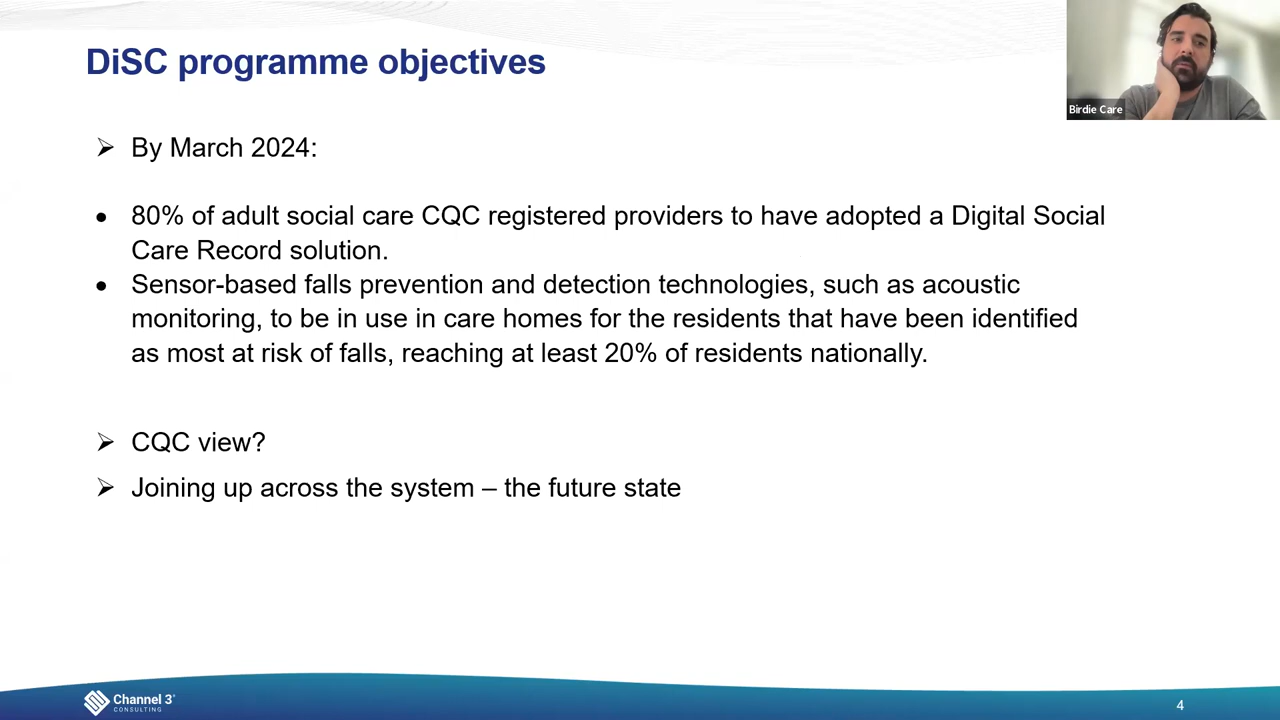 DiSC programme objectives
Birdie Care
➢ By March 2024:
• 80% of adult social care CQC registered providers to have adopted a Digital Social
Care Record solution.
• Sensor-based falls prevention and detection technologies, such as acoustic
monitoring, to be in use in care homes for the residents that have been identified
as most at risk of falls, reaching at least 20% of residents nationally.
➢ CQC view?
➢ Joining up across the system – the future state
Channel 3
CONSULTING
4